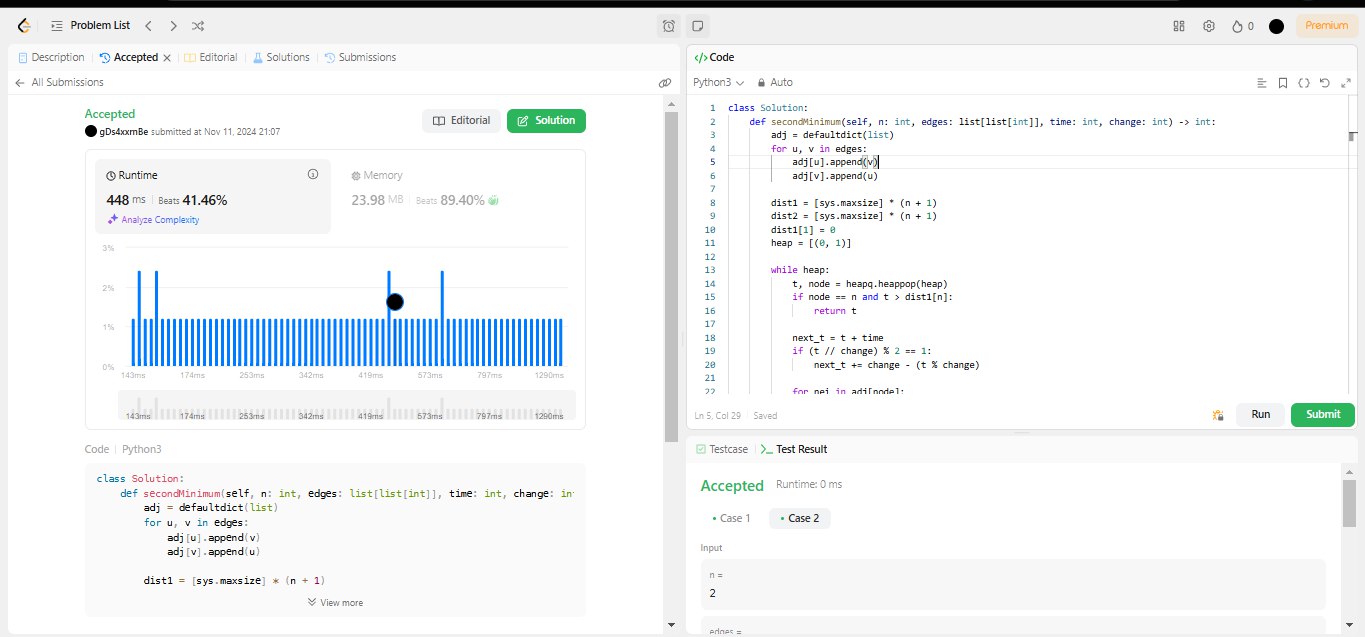 Problem List
0
Premium
Description
Accepted
Editorial
Solutions
Submissions
All Submissions
Accepted
gDs4xxrnBe submitted at Nov 11, 2024 21:07
Editorial
Solution
Runtime
448 ms | Beats 41.46%
Analyze Complexity
Memory
23.98 MB | Beats 89.40%
3%
2%
1%
0%
143ms 174ms 253ms 342ms 419ms 573ms 797ms 1290ms
143ms 174ms 253ms 342ms 419ms 573ms 797ms 1290ms
Code | Python3
class Solution:
def secondMinimum(self, n: int, edges: list[list[int]], time: int, change: in
adj = defaultdict(list)
for u, v in edges:
adj[u].append(v)
adj[v].append(u)
dist1 = [sys.maxsize] * (n + 1)
View more
</> Code
Python3
Auto
1 class Solution:
2 def secondMinimum(self, n: int, edges: list[list[int]], time: int, change: int) -> int:
3 adj = defaultdict(list)
4 for u, v in edges:
5 adj[u].append(v)
6 adj[v].append(u)
7
8 dist1 = [sys.maxsize] * (n + 1)
9 dist2 = [sys.maxsize] * (n + 1)
10 dist1[1] = 0
11 heap = [(0, 1)]
12
13 while heap:
14 t, node = heapq.heappop(heap)
15 if node == n and t > dist1[n]:
16 return t
17
18 next_t = t + time
19 if (t // change) % 2 == 1:
20 next_t += change - (t % change)
21
22 for nei in adj[node]:
Ln 5, Col 29 | Saved
Run
Submit
Testcase
>_ Test Result
Accepted Runtime: 0 ms
• Case 1
• Case 2
Input
n =
2
edges =